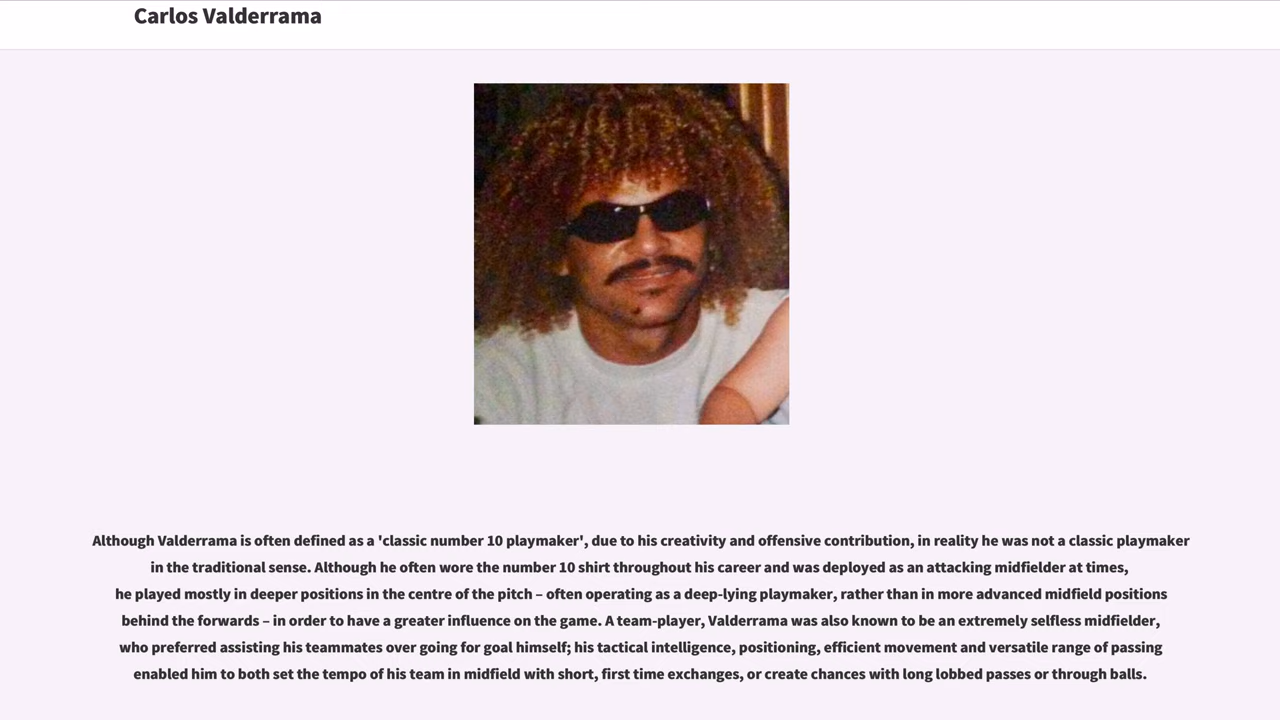 Carlos Valderrama
Although Valderrama is often defined as a 'classic number 10 playmaker', due to his creativity and offensive contribution, in reality he was not a classic playmaker
in the traditional sense. Although he often wore the number 10 shirt throughout his career and was deployed as an attacking midfielder at times,
he played mostly in deeper positions in the centre of the pitch – often operating as a deep-lying playmaker, rather than in more advanced midfield positions
behind the forwards – in order to have a greater influence on the game. A team-player, Valderrama was also known to be an extremely selfless midfielder,
who preferred assisting his teammates over going for goal himself; his tactical intelligence, positioning, efficient movement and versatile range of passing
enabled him to both set the tempo of his team in midfield with short, first time exchanges, or create chances with long lobbed passes or through balls.